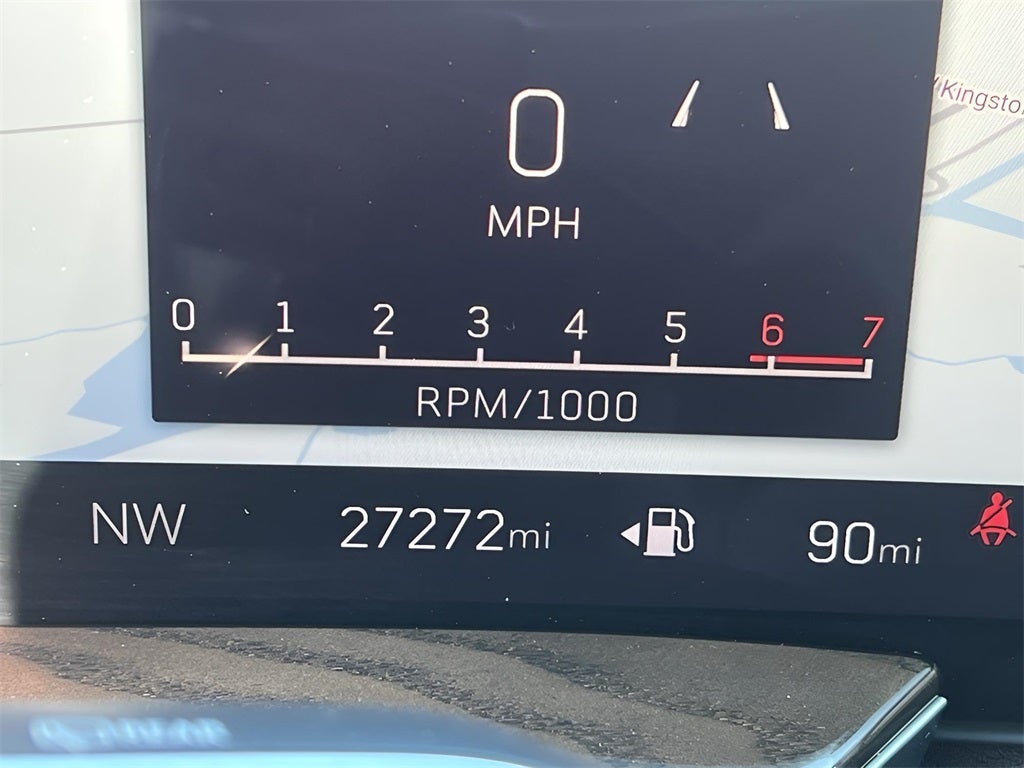 Kingsto
0
MPH
0 1 2 3 4 5 6 7
RPM/1000
NW 27272mi 90mi